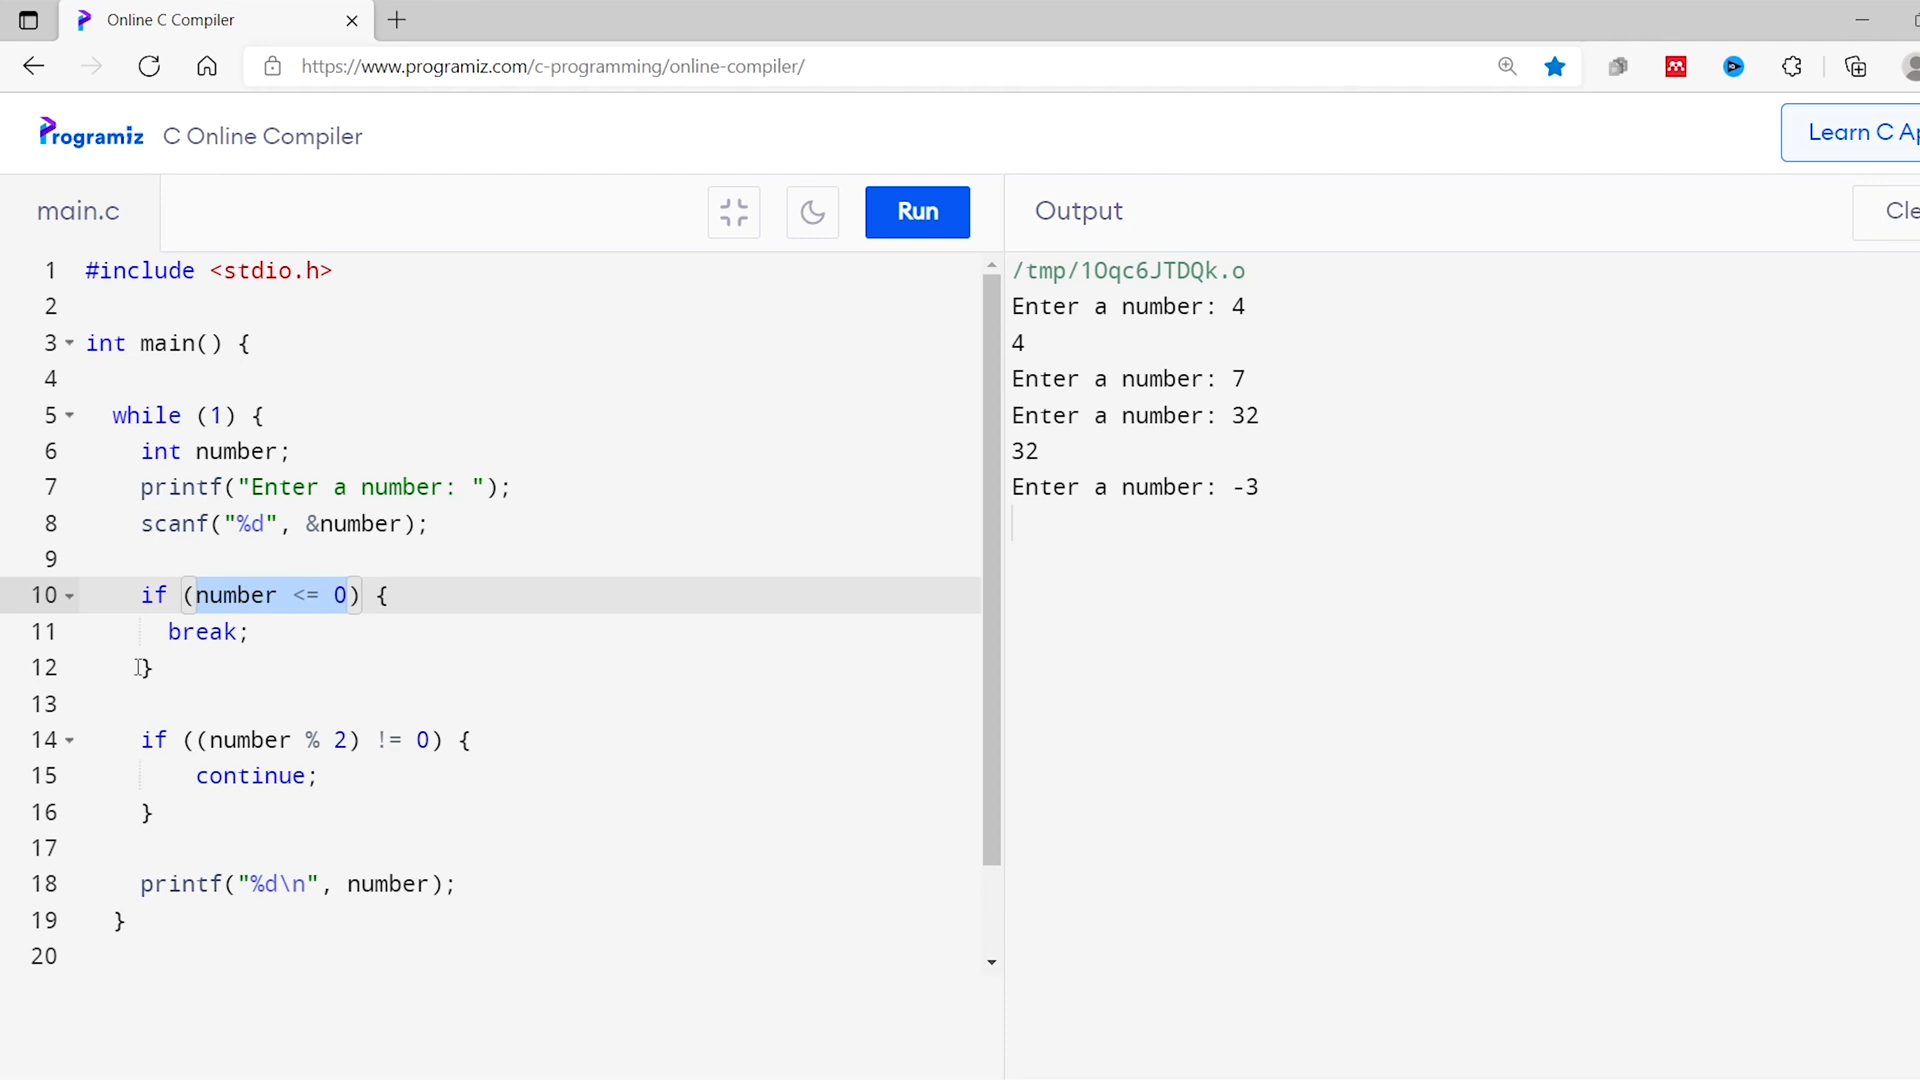 Online C Compiler
https://www.programiz.com/c-programming/online-compiler/
Programiz C Online Compiler
Learn C Ap
main.c
Run
Output
Cle
1 #include <stdio.h>
2
3 int main() {
4
5 while (1) {
6 int number;
7 printf("Enter a number: ");
8 scanf("%d", &number);
9
10 if (number <= 0) {
11 break;
12 }
13
14 if ((number % 2) != 0) {
15 continue;
16 }
17
18 printf("%d\n", number);
19 }
20
/tmp/1Oqc6JTDQk.o
Enter a number: 4
4
Enter a number: 7
Enter a number: 32
32
Enter a number: -3